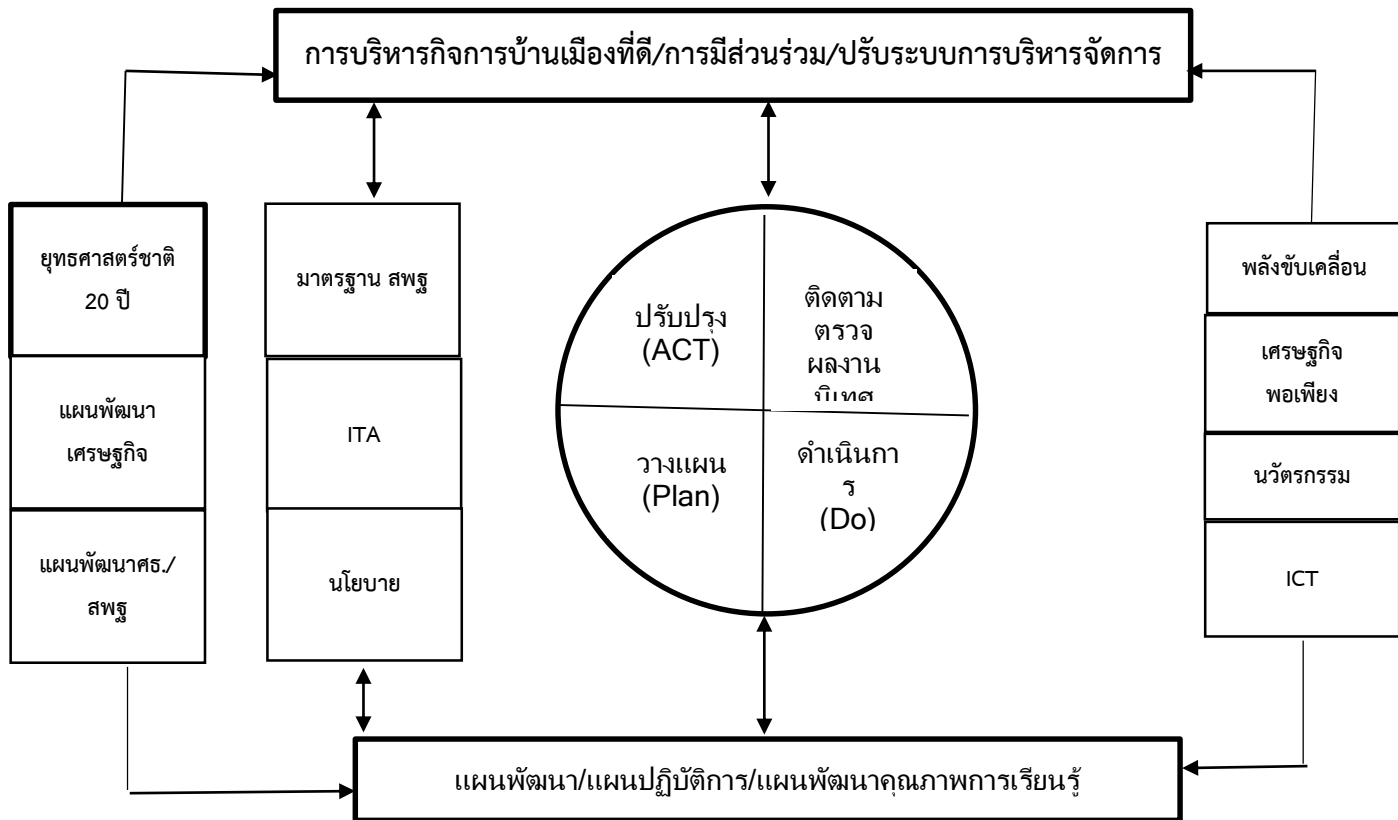 การบริหารกิจการบ้านเมืองที่ดี/การมีส่วนร่วม/ปรับระบบการบริหารจัดการ
ยุทธศาสตร์ชาติ
20 ปี
แผนพัฒนา
เศรษฐกิจ
แผนพัฒนาศธ./
สพฐ
มาตรฐาน สพฐ
ITA
นโยบาย
ปรับปรุง
(ACT)
ติดตาม
ตรวจ
ผลงาน
นิเทศ
วางแผน
(Plan)
ดำเนินกา
ร
(Do)
พลังขับเคลื่อน
เศรษฐกิจ
พอเพียง
นวัตรกรรม
ICT
แผนพัฒนา/แผนปฏิบัติการ/แผนพัฒนาคุณภาพการเรียนรู้